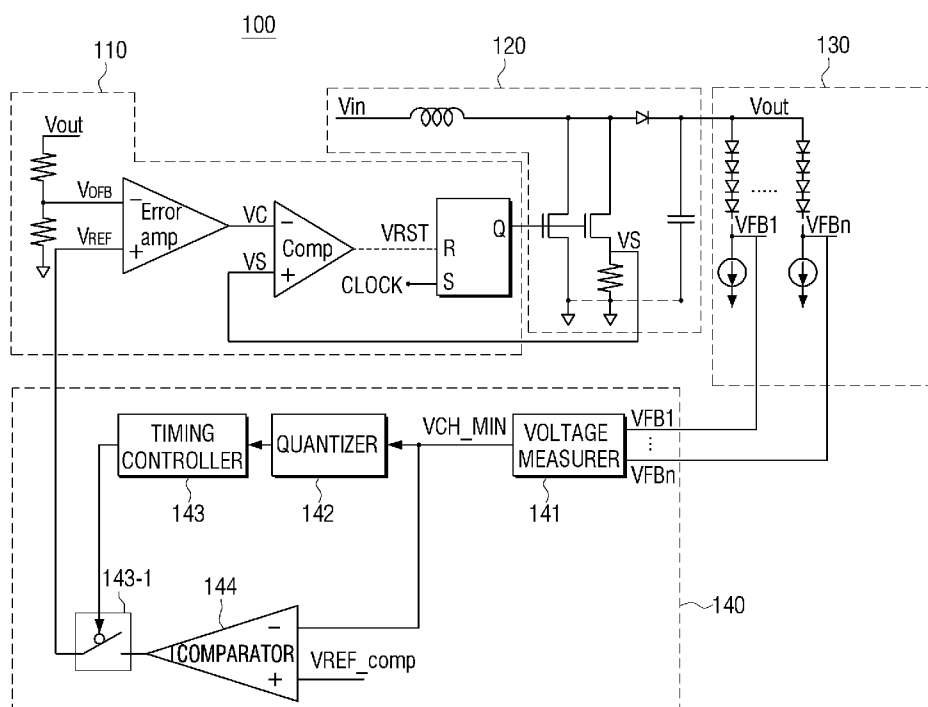 100
110
120
130
Vout
VOFB
VREF
Error
amp
VC
VS
Comp
VRST
CLOCK
R
S
Q
Vin
VS
Vout
VFB1
VFBn
TIMING
CONTROLLER
143
QUANTIZER
142
VCH_MIN
VOLTAGE
MEASURER
141
VFB1
VFBn
143-1
144
COMPARATOR
VREF_comp
140